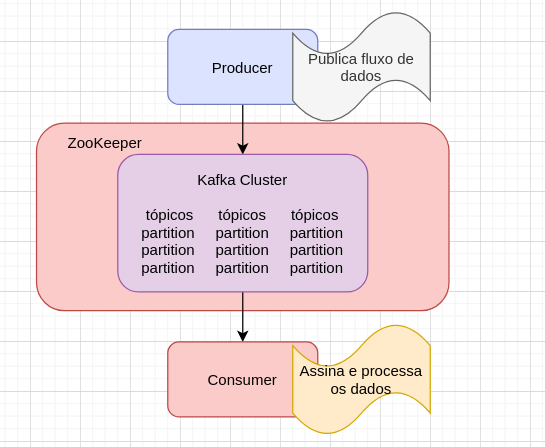 Producer
Publica fluxo de
dados
ZooKeeper
Kafka Cluster
tópicos tópicos tópicos
partition partition partition
partition partition partition
partition partition partition
Consumer
Assina e processa
os dados